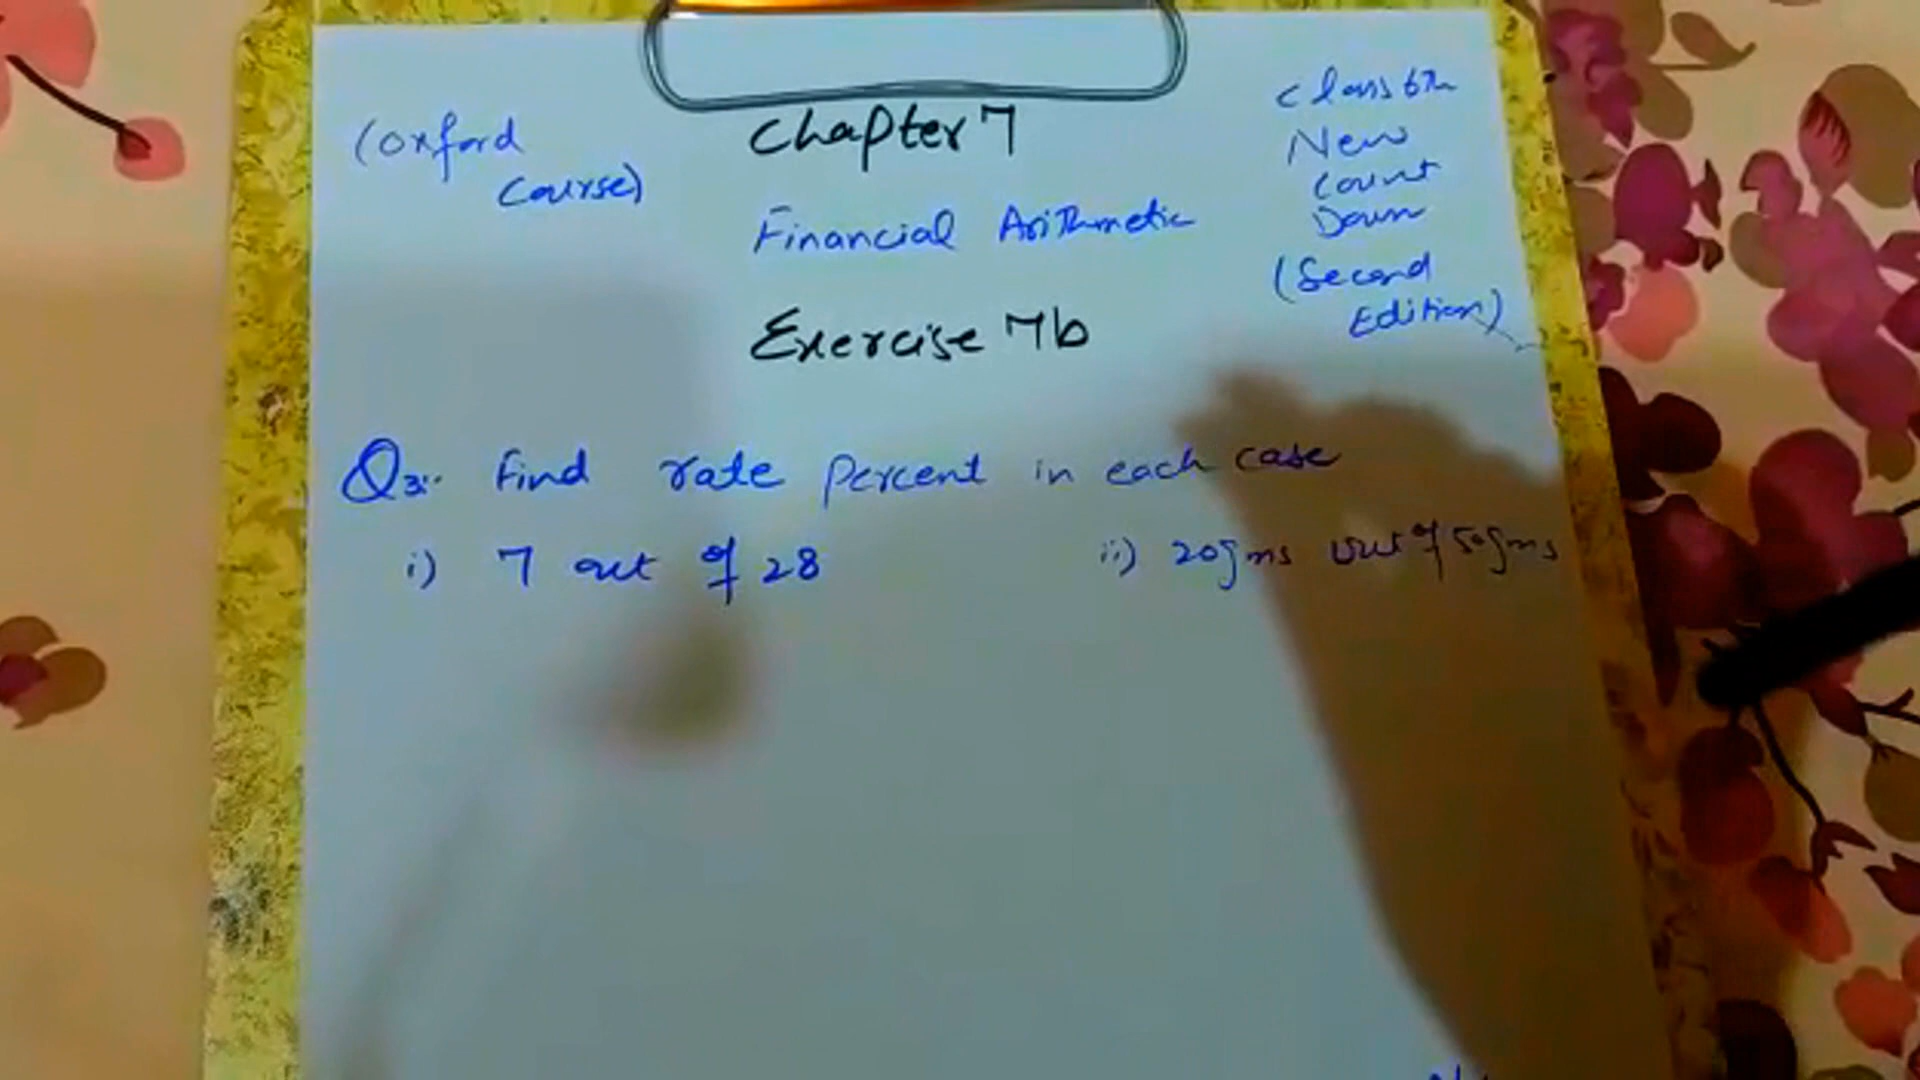 (Oxford
Course)
Chapter 7
Financial Arithmetic
Exercise 7b
Class 6th
New
Count
Down
(Second
Edition)
Q3:- Find rate percent in each case
i) 7 out of 28
ii) 20gms out of 50gms